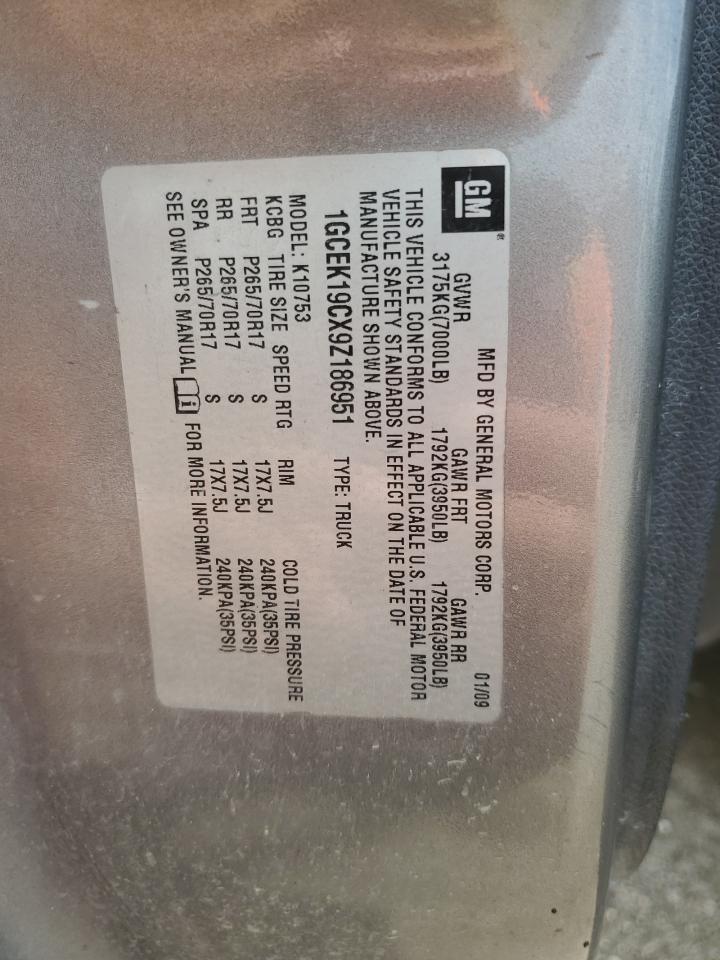 GM®
MFD BY GENERAL MOTORS CORP. 01/09
GVWR GAWR FRT GAWR RR
3175KG(7000LB) 1792KG(3950LB) 1792KG(3950LB)
THIS VEHICLE CONFORMS TO ALL APPLICABLE U.S. FEDERAL MOTOR
VEHICLE SAFETY STANDARDS IN EFFECT ON THE DATE OF
MANUFACTURE SHOWN ABOVE.
1GCEK19CX9Z186951 TYPE: TRUCK
MODEL: K10753
KCBG TIRE SIZE SPEED RTG RIM COLD TIRE PRESSURE
FRT P265/70R17 S 17X7.5J 240KPA(35PSI)
RR P265/70R17 S 17X7.5J 240KPA(35PSI)
SPA P265/70R17 S 17X7.5J 240KPA(35PSI)
SEE OWNER'S MANUAL i FOR MORE INFORMATION.